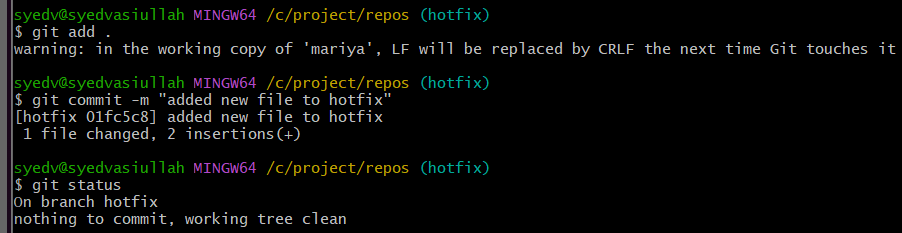 syedv@syedvasiullah MINGW64 /c/project/repos (hotfix)
$ git add .
warning: in the working copy of 'mariya', LF will be replaced by CRLF the next time Git touches it
syedv@syedvasiullah MINGW64 /c/project/repos (hotfix)
$ git commit -m "added new file to hotfix"
[hotfix 01fc5c8] added new file to hotfix
 1 file changed, 2 insertions(+)
syedv@syedvasiullah MINGW64 /c/project/repos (hotfix)
$ git status
On branch hotfix
nothing to commit, working tree clean